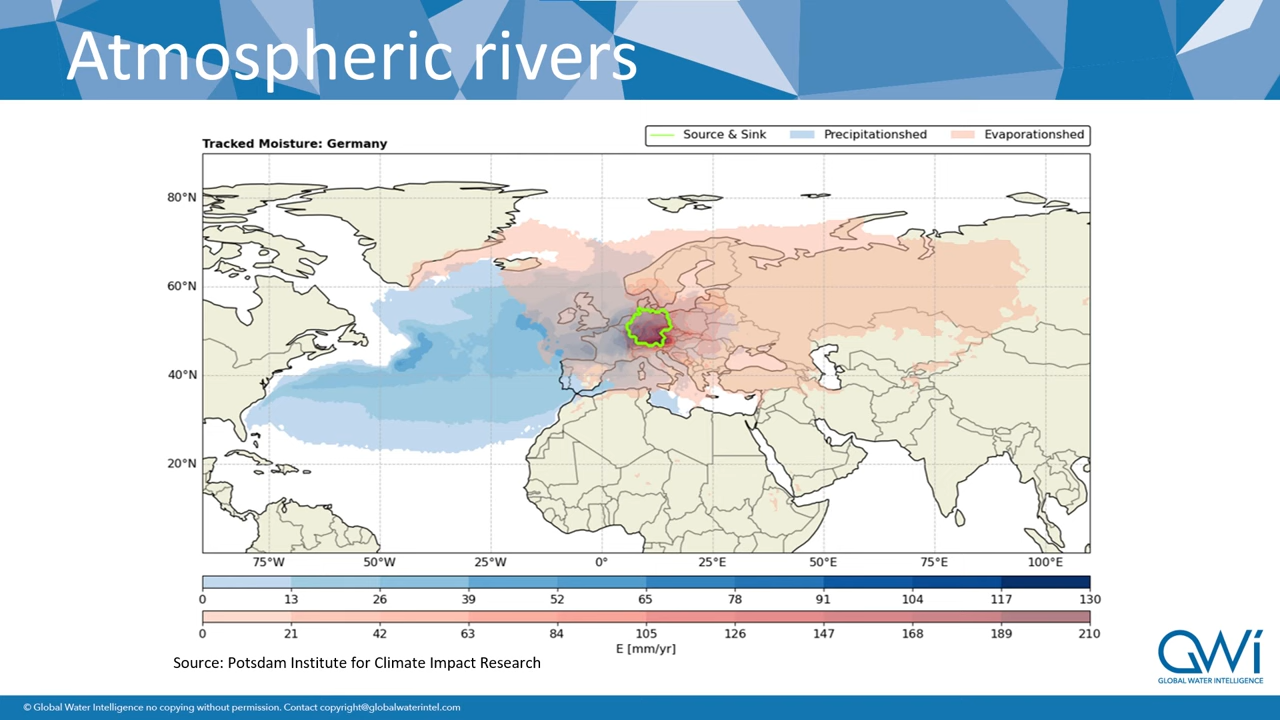 Atmospheric rivers
Source & Sink Precipitationshed Evaporationshed
Tracked Moisture: Germany
80°N
60°N
40°N
20°N
75°W 50°W 25°W 0° 25°E 50°E 75°E 100°E
0 13 26 39 52 65 78 91 104 117 130
0 21 42 63 84 105 126 147 168 189 210
E [mm/yr]
Source: Potsdam Institute for Climate Impact Research
GWI
GLOBAL WATER INTELLIGENCE
© Global Water Intelligence no copying without permission. Contact copyright@globalwaterintel.com